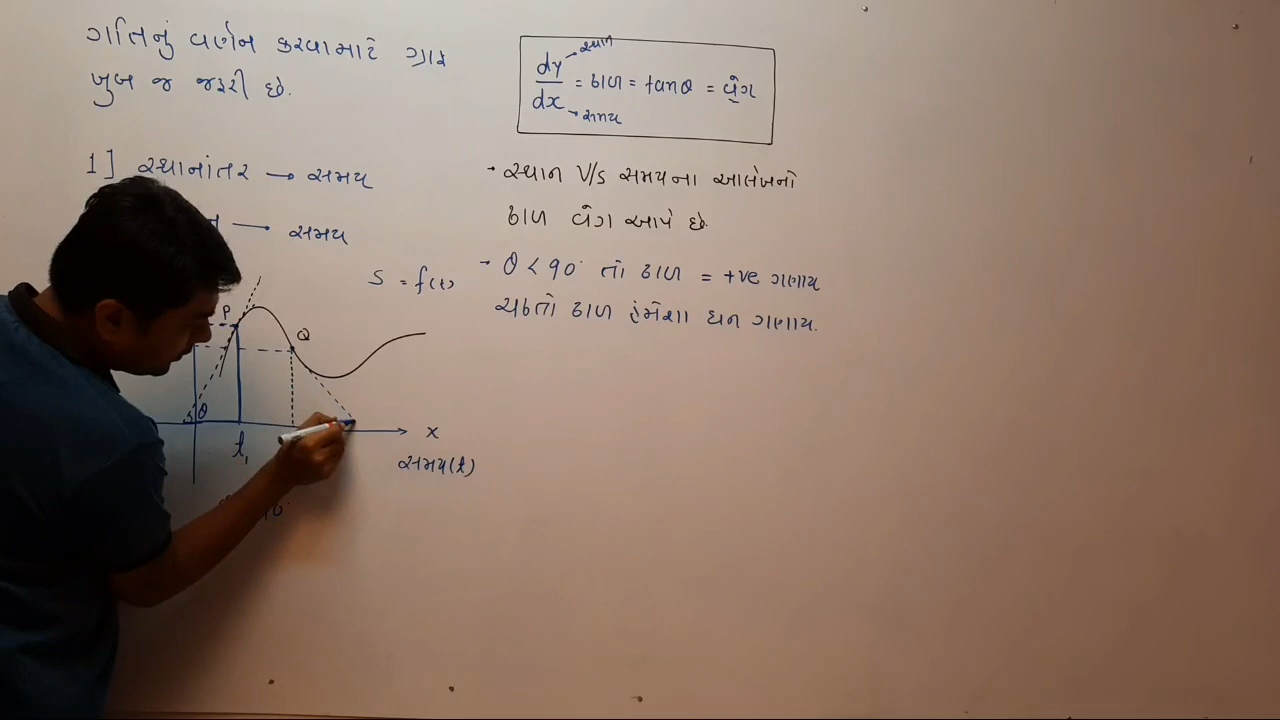 ગતિનું વર્ણન કરવા માટે ગ્રાફ
ખુબ જ જરૂરી છે.
1] સ્થાનાંતર → સમય
→ સમય
S = f(t)
P
Q
θ
t₁
x
સમય(t)
dy → સ્થાન
dx → સમય
= ઢાળ = tanθ = વેગ
· સ્થાન V/s સમયના આલેખનો
ઢાળ વેગ આપે છે.
· θ < 90° તો ઢાળ = +ve ગણાય
ચઢતો ઢાળ હંમેશા ધન ગણાય.